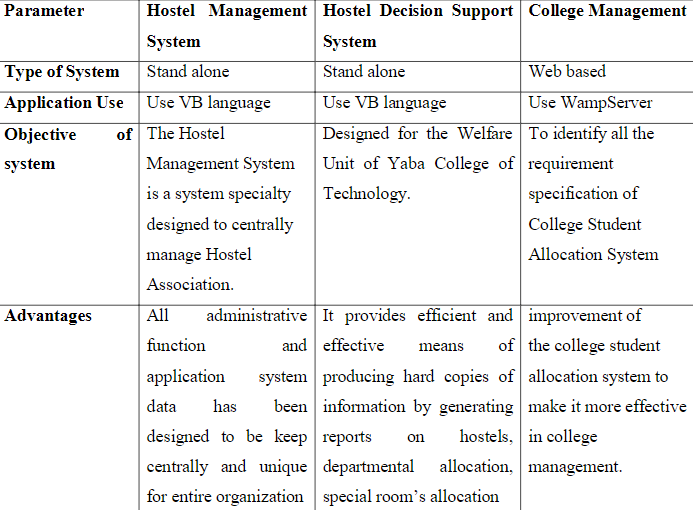 Parameter
Hostel Management
System
Hostel Decision Support
System
College Management
Type of System
Stand alone
Stand alone
Web based
Application Use
Use VB language
Use VB language
Use WampServer
Objective of
system
The Hostel
Management System
is a system specialty
designed to centrally
manage Hostel
Association.
Designed for the Welfare
Unit of Yaba College of
Technology.
To identify all the
requirement
specification of
College Student
Allocation System
Advantages
All administrative
function and
application system
data has been
designed to be keep
centrally and unique
for entire organization
It provides efficient and
effective means of
producing hard copies of
information by generating
reports on hostels,
departmental allocation,
special room’s allocation
improvement of
the college student
allocation system to
make it more effective
in college
management.